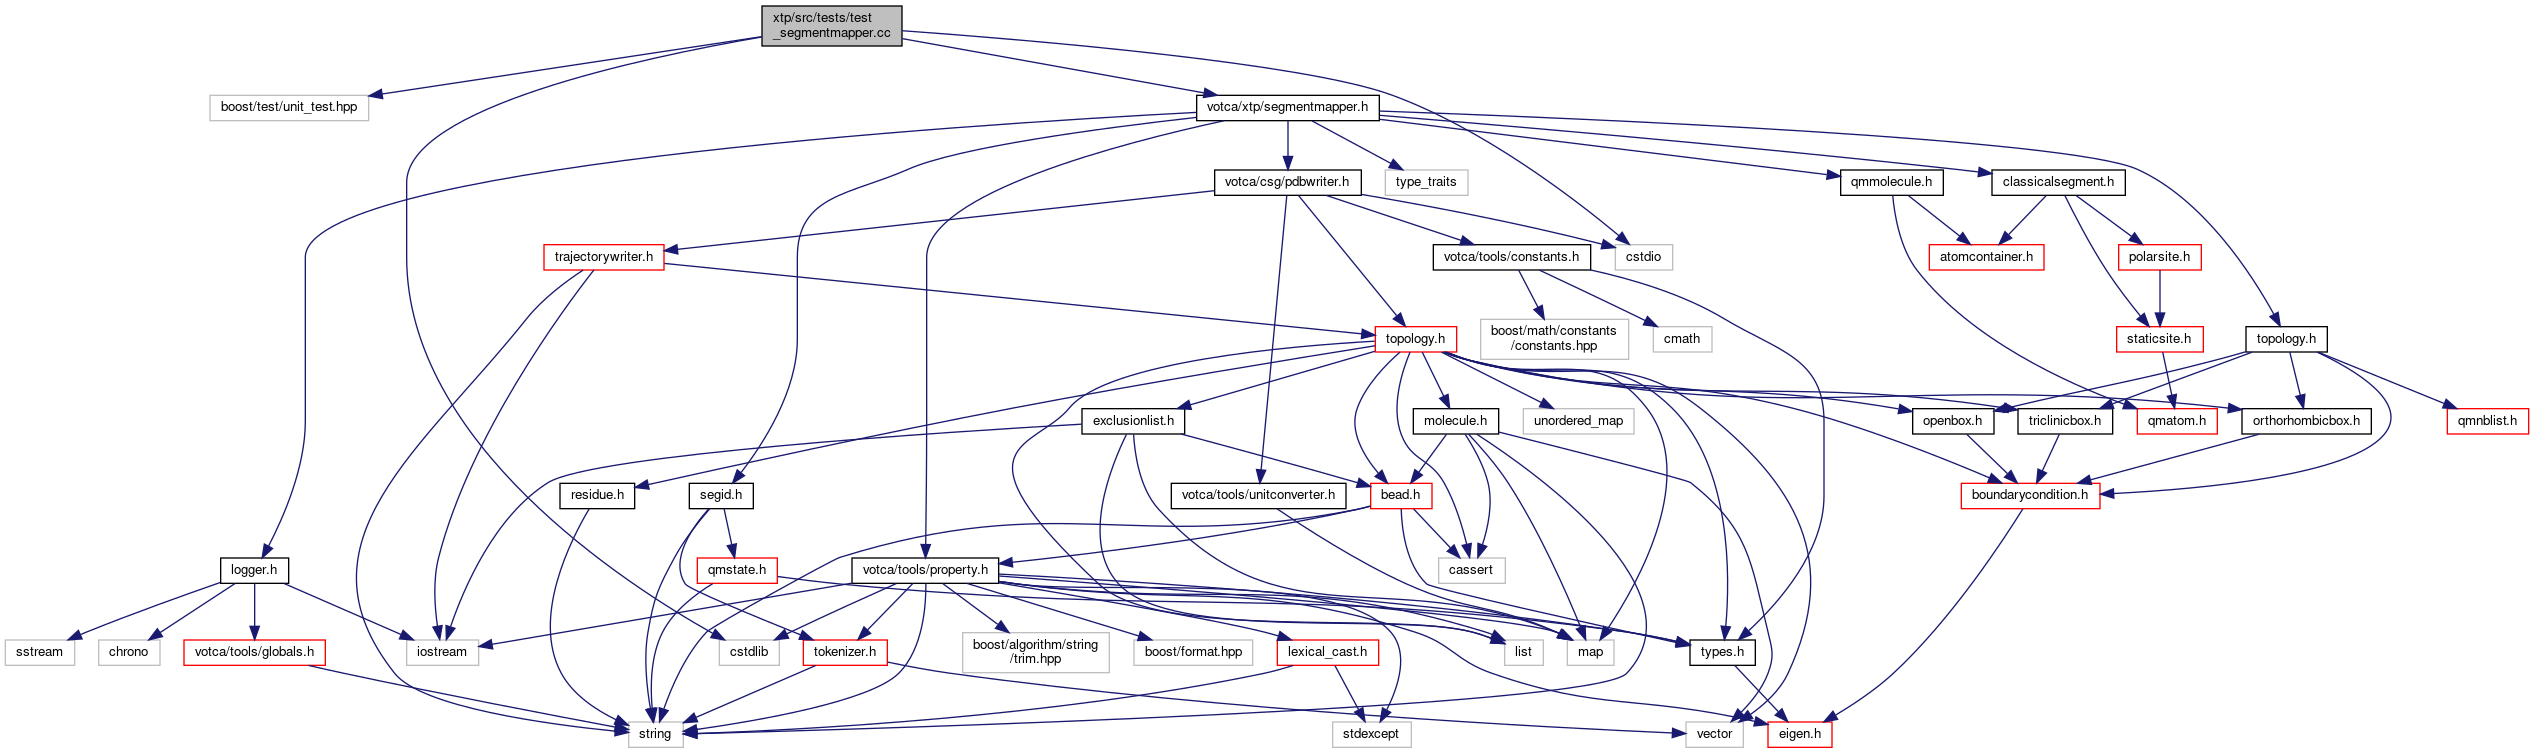 xtp/src/tests/test
_segmentmapper.cc
boost/test/unit_test.hpp
votca/xtp/segmentmapper.h
votca/csg/pdbwriter.h
type_traits
qmmolecule.h
classicalsegment.h
trajectorywriter.h
votca/tools/constants.h
cstdio
atomcontainer.h
polarsite.h
boost/math/constants
/constants.hpp
cmath
topology.h
staticsite.h
topology.h
exclusionlist.h
molecule.h
unordered_map
openbox.h
triclinicbox.h
qmatom.h
orthorhombicbox.h
qmnblist.h
residue.h
segid.h
votca/tools/unitconverter.h
bead.h
boundarycondition.h
logger.h
qmstate.h
votca/tools/property.h
cassert
sstream
chrono
votca/tools/globals.h
iostream
cstdlib
tokenizer.h
boost/algorithm/string
/trim.hpp
boost/format.hpp
lexical_cast.h
list
map
types.h
string
stdexcept
vector
eigen.h